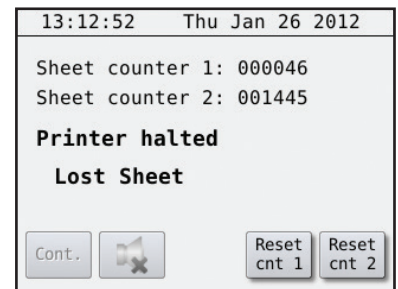 13:12:52 Thu Jan 26 2012
Sheet counter 1: 000046
Sheet counter 2: 001445
Printer halted
Lost Sheet
Cont.
Reset cnt 1
Reset cnt 2